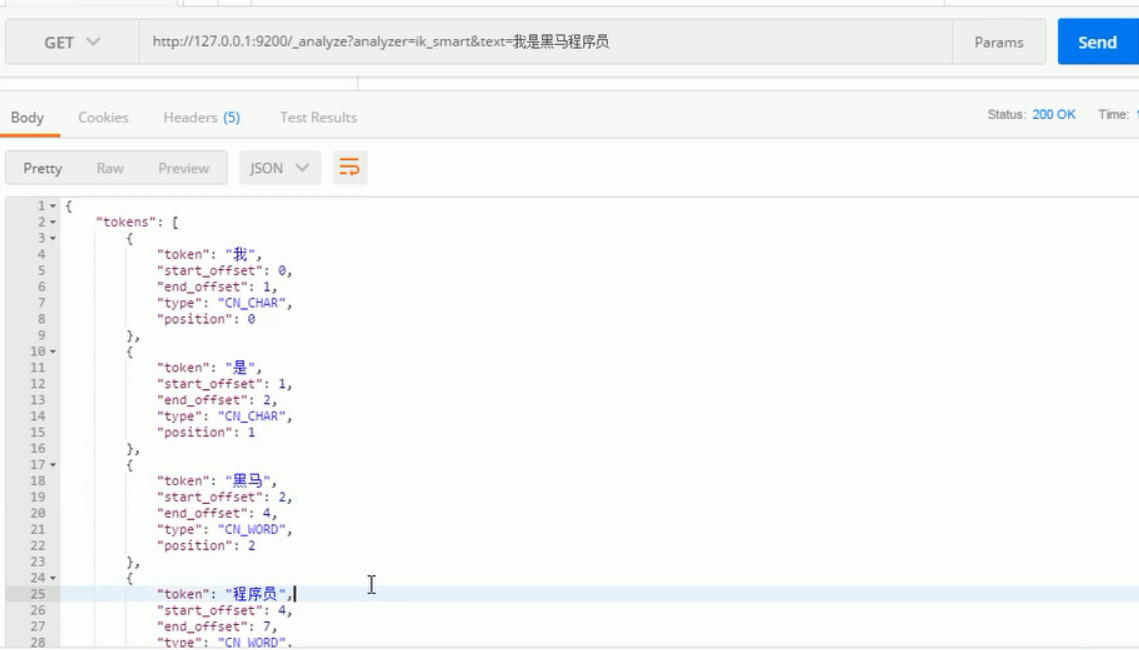 GET http://127.0.0.1:9200/_analyze?analyzer=ik_smart&text=我是黑马程序员 Params Send
Body Cookies Headers (5) Test Results Status: 200 OK Time:
Pretty Raw Preview JSON
1 {
2 "tokens": [
3 {
4 "token": "我",
5 "start_offset": 0,
6 "end_offset": 1,
7 "type": "CN_CHAR",
8 "position": 0
9 },
10 {
11 "token": "是",
12 "start_offset": 1,
13 "end_offset": 2,
14 "type": "CN_CHAR",
15 "position": 1
16 },
17 {
18 "token": "黑马",
19 "start_offset": 2,
20 "end_offset": 4,
21 "type": "CN_WORD",
22 "position": 2
23 },
24 {
25 "token": "程序员",
26 "start_offset": 4,
27 "end_offset": 7,
28 "type": "CN_WORD",